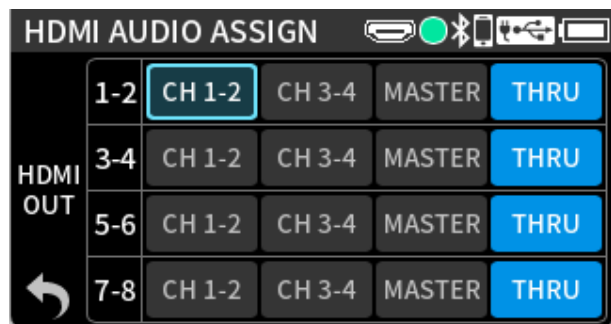 HDMI AUDIO ASSIGN
1-2 CH 1-2 CH 3-4 MASTER THRU
3-4 CH 1-2 CH 3-4 MASTER THRU
HDMI OUT
5-6 CH 1-2 CH 3-4 MASTER THRU
7-8 CH 1-2 CH 3-4 MASTER THRU